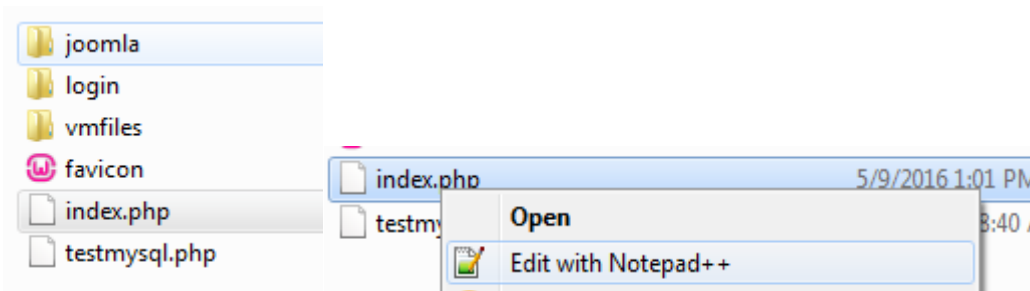 joomla
login
vmfiles
favicon
index.php
testmysql.php
index.php 5/9/2016 1:01 PM
testmy 8:40
Open
Edit with Notepad++